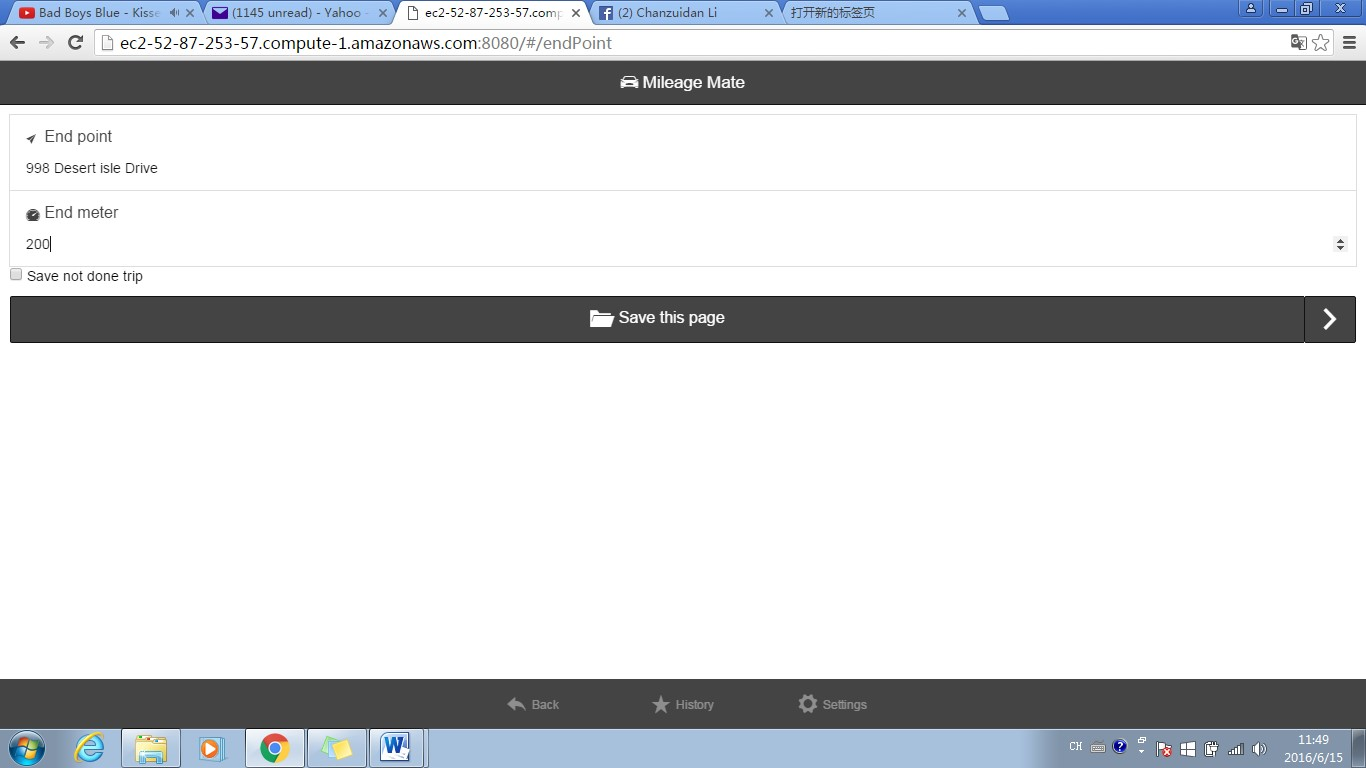 Bad Boys Blue - Kisse
(1145 unread) - Yahoo
ec2-52-87-253-57.comp
(2) Chanzuidan Li
打开新的标签页
ec2-52-87-253-57.compute-1.amazonaws.com:8080/#/endPoint
Mileage Mate
End point
998 Desert isle Drive
End meter
200
Save not done trip
Save this page
Back
History
Settings
CH
11:49
2016/6/15